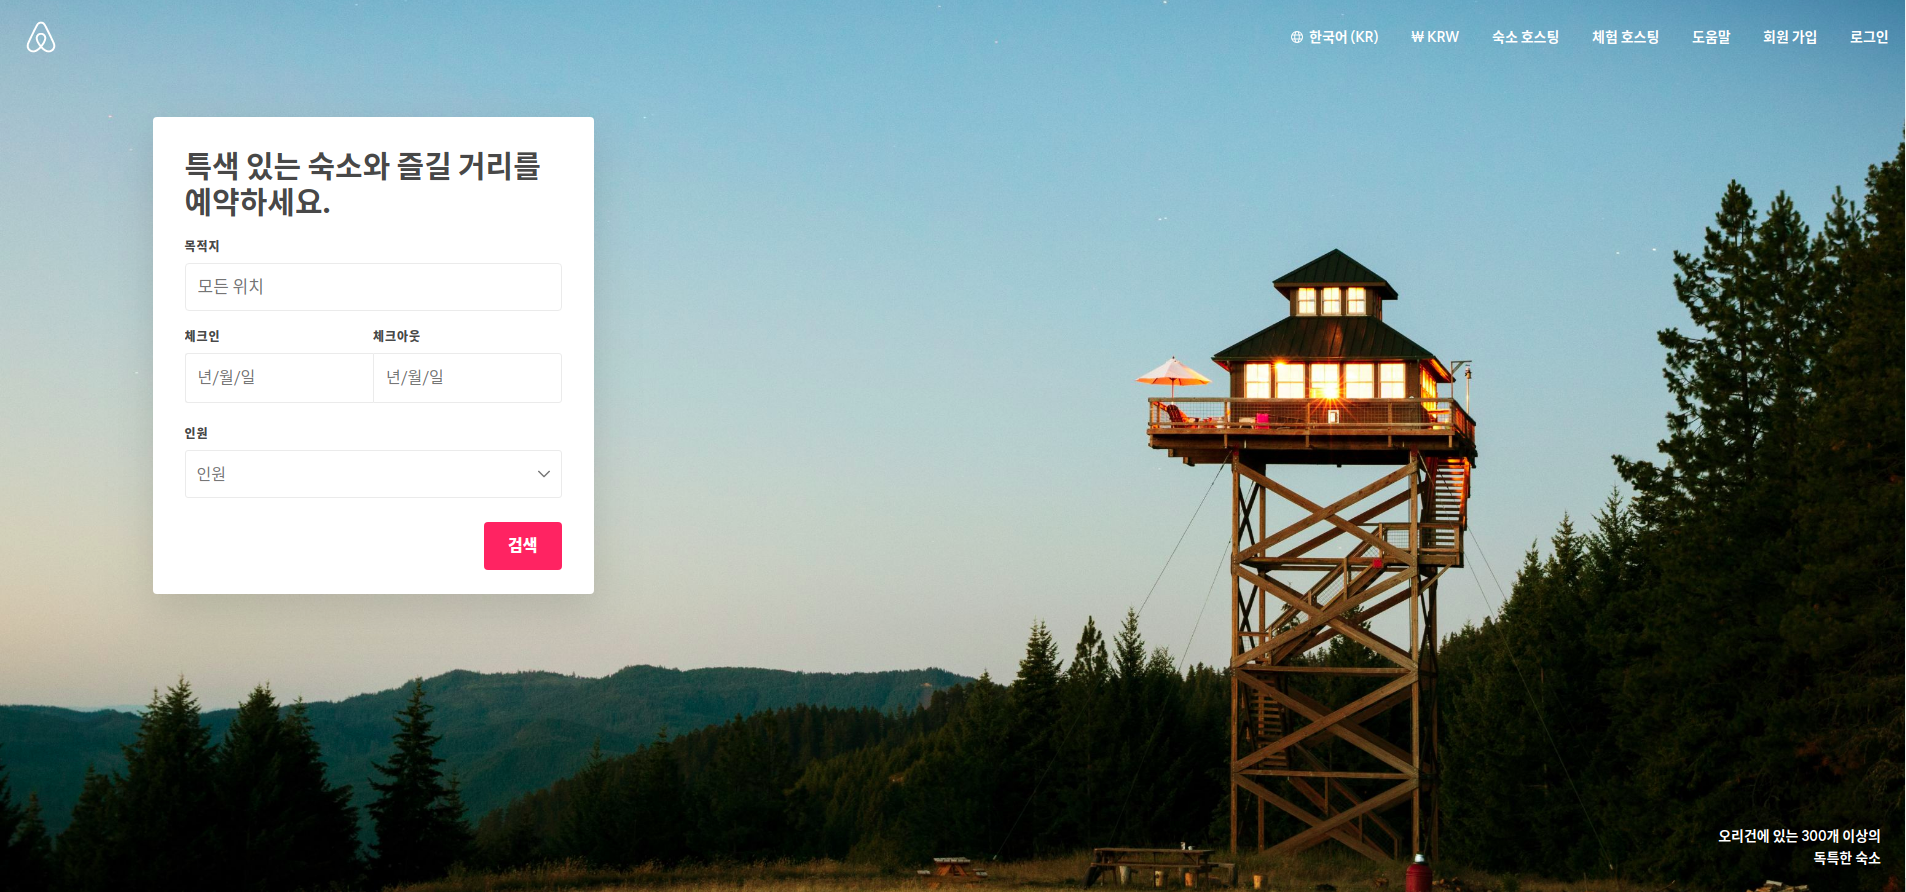 한국어 (KR)
₩ KRW
숙소 호스팅
체험 호스팅
도움말
회원 가입
로그인
특색 있는 숙소와 즐길 거리를
예약하세요.
목적지
모든 위치
체크인
체크아웃
년/월/일
년/월/일
인원
인원
검색
오리건에 있는 300개 이상의
독특한 숙소